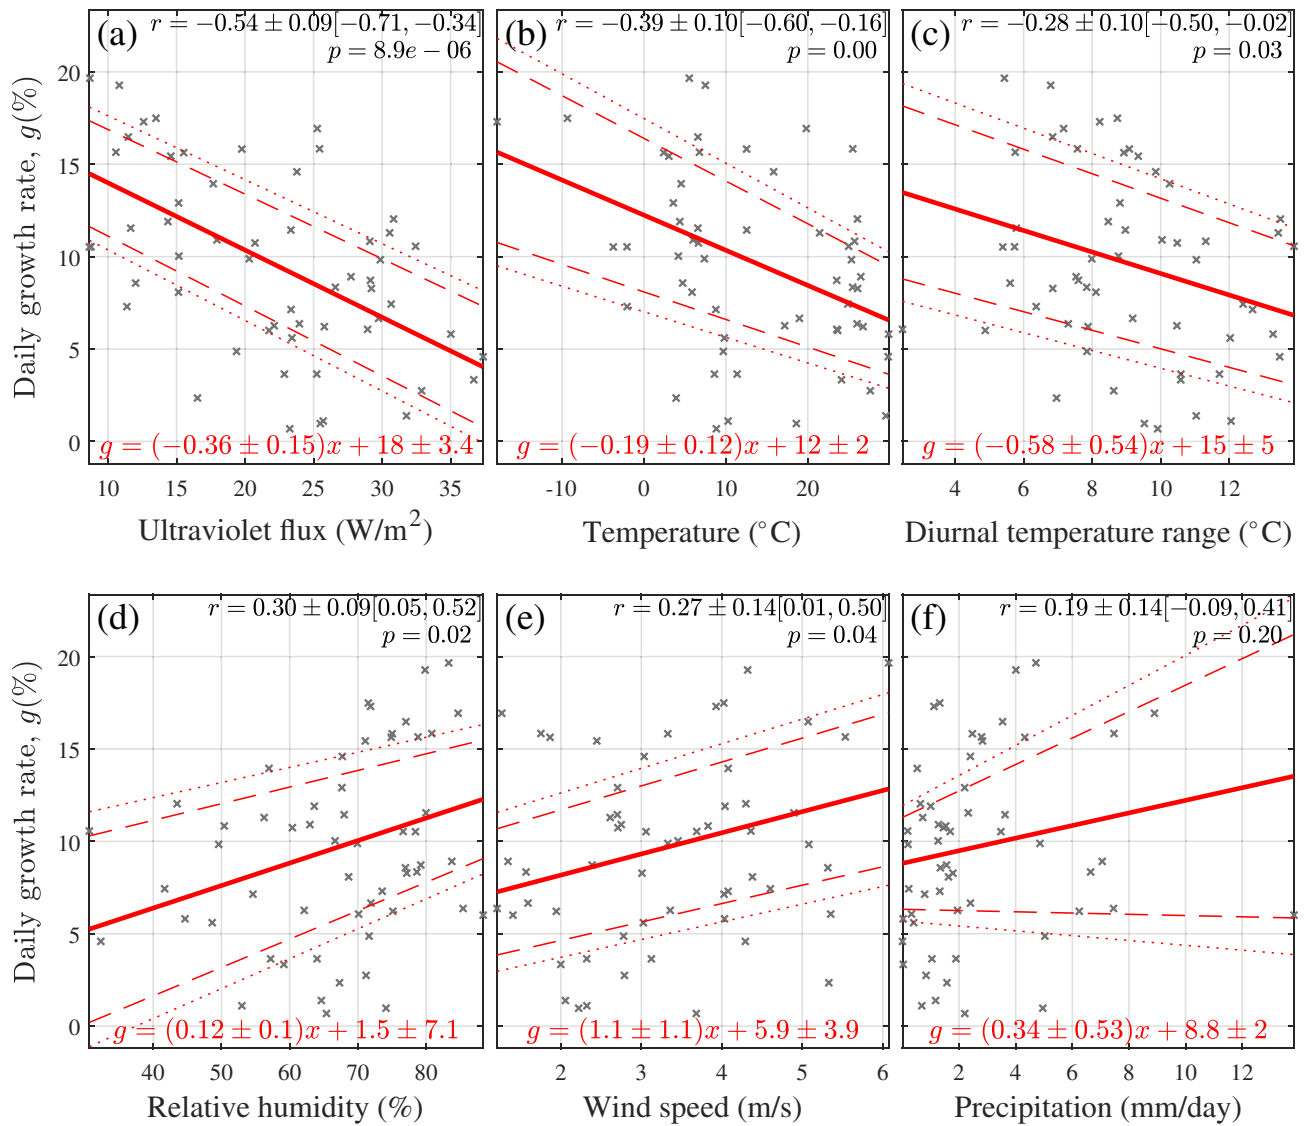 (a) r = −0.54 ± 0.09[−0.71, −0.34]
p = 8.9e − 06
(b) r = −0.39 ± 0.10[−0.60, −0.16]
p = 0.00
(c) r = −0.28 ± 0.10[−0.50, −0.02]
p = 0.03
Daily growth rate, g(%)
20
15
10
5
0
g = (−0.36 ± 0.15)x + 18 ± 3.4
g = (−0.19 ± 0.12)x + 12 ± 2
g = (−0.58 ± 0.54)x + 15 ± 5
10 15 20 25 30 35
-10 0 10 20
4 6 8 10 12
Ultraviolet flux (W/m²)
Temperature (°C)
Diurnal temperature range (°C)
(d) r = 0.30 ± 0.09[0.05, 0.52]
p = 0.02
(e) r = 0.27 ± 0.14[0.01, 0.50]
p = 0.04
(f) r = 0.19 ± 0.14[−0.09, 0.41]
p = 0.20
Daily growth rate, g(%)
20
15
10
5
0
g = (0.12 ± 0.1)x + 1.5 ± 7.1
g = (1.1 ± 1.1)x + 5.9 ± 3.9
g = (0.34 ± 0.53)x + 8.8 ± 2
40 50 60 70 80
2 3 4 5 6
2 4 6 8 10 12
Relative humidity (%)
Wind speed (m/s)
Precipitation (mm/day)